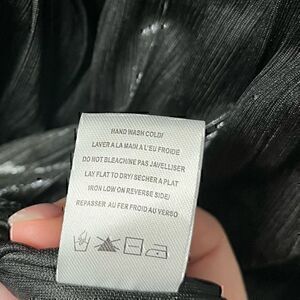 HAND WASH COLD/
LAVER A LA MAIN A L'EU FROIDE
DO NOT BLEACH/NE PAS JAVELLISER
LAY FLAT TO DRY/SECHER A PLAT
IRON LOW ON REVERSE SIDE/
REPASSER AU FER FROID AU VERSO